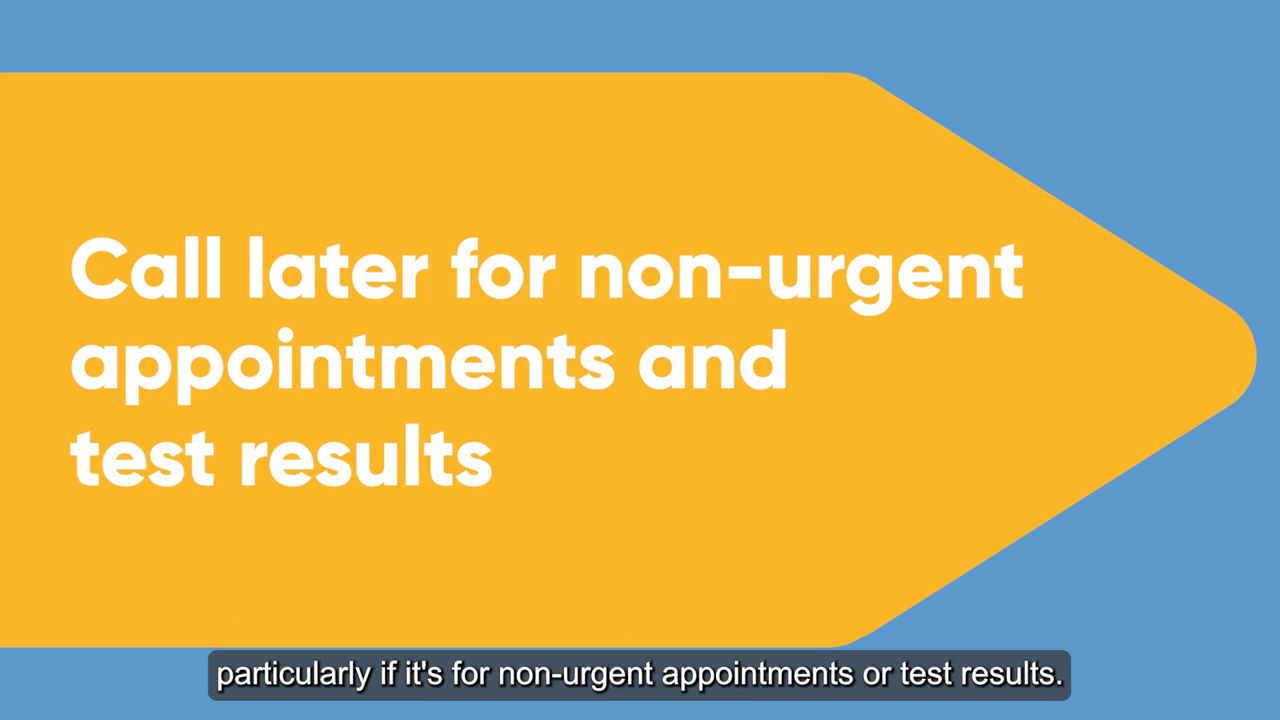 Call later for non-urgent
appointments and
test results
particularly if it's for non-urgent appointments or test results.